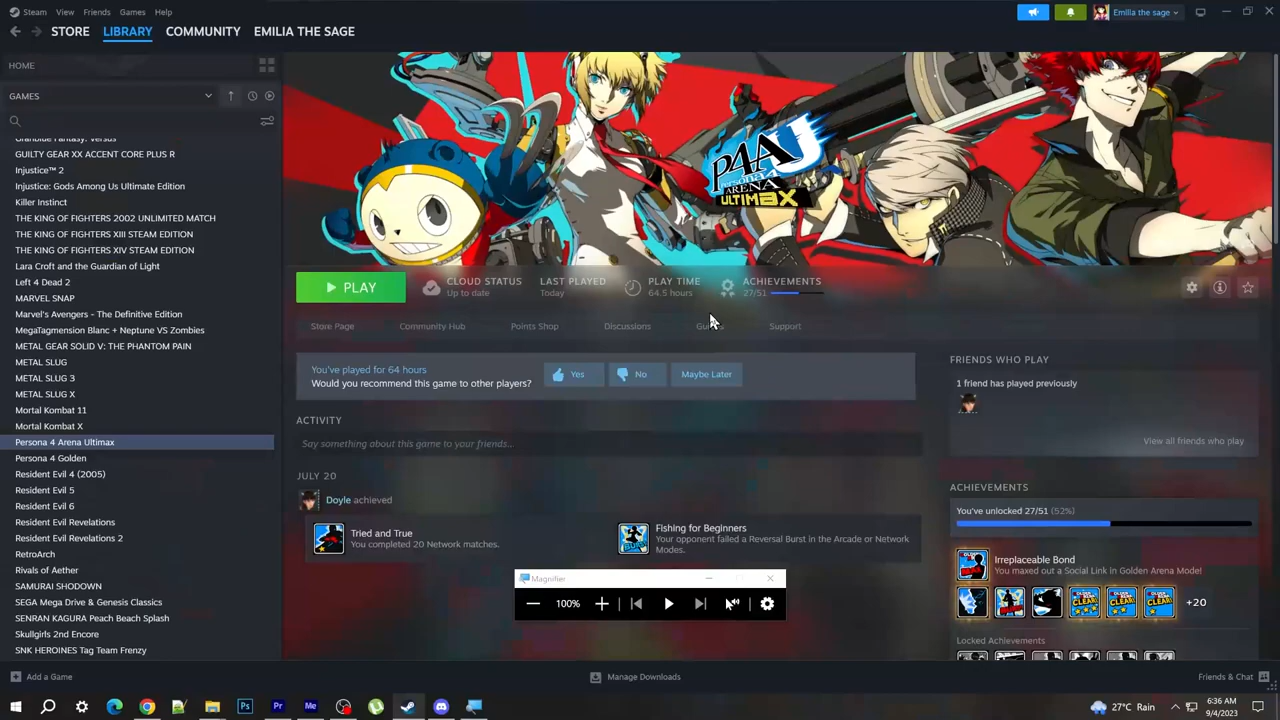 Steam View Friends Games Help
Emilia the sage
STORE LIBRARY COMMUNITY EMILIA THE SAGE
HOME
GAMES
Granblue Fantasy: Versus
GUILTY GEAR XX ACCENT CORE PLUS R
Injustice™ 2
Injustice: Gods Among Us Ultimate Edition
Killer Instinct
THE KING OF FIGHTERS 2002 UNLIMITED MATCH
THE KING OF FIGHTERS XIII STEAM EDITION
THE KING OF FIGHTERS XIV STEAM EDITION
Lara Croft and the Guardian of Light
Left 4 Dead 2
MARVEL SNAP
Marvel's Avengers - The Definitive Edition
MegaTagmension Blanc + Neptune VS Zombies
METAL GEAR SOLID V: THE PHANTOM PAIN
METAL SLUG
METAL SLUG 3
METAL SLUG X
Mortal Kombat 11
Mortal Kombat X
Persona 4 Arena Ultimax
Persona 4 Golden
Resident Evil 4 (2005)
Resident Evil 5
Resident Evil 6
Resident Evil Revelations
Resident Evil Revelations 2
RetroArch
Rivals of Aether
SAMURAI SHODOWN
SEGA Mega Drive & Genesis Classics
SENRAN KAGURA Peach Beach Splash
Skullgirls 2nd Encore
SNK HEROINES Tag Team Frenzy
P4AU
Persona4
ARENA
ULTIMAX
PLAY
CLOUD STATUS
Up to date
LAST PLAYED
Today
PLAY TIME
64.5 hours
ACHIEVEMENTS
27/51
Store Page Community Hub Points Shop Discussions Support
You've played for 64 hours
Would you recommend this game to other players?
Yes No Maybe Later
ACTIVITY
Say something about this game to your friends..
JULY 20
Doyle achieved
Tried and True
You completed 20 Network matches.
Fishing for Beginners
Your opponent failed a Reversal Burst in the Arcade or Network
Modes.
Magnifier
100%
FRIENDS WHO PLAY
1 friend has played previously
View all friends who play
ACHIEVEMENTS
You've unlocked 27/51 (52%)
Irreplaceable Bond
You maxed out a Social Link in Golden Arena Mode!
+20
Locked Achievements
Add a Game
Manage Downloads
Friends & Chat
Ps Pr Me
27°C Rain
6:36 AM
9/4/2023